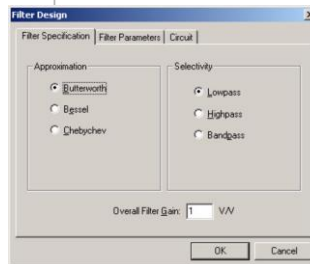 Filter Design
Filter Specification Filter Parameters Circuit
Approximation Selectivity
Butterworth Lowpass
Bessel Highpass
Chebychev Bandpass
Overall Filter Gain: 1 V/V
OK Cancel